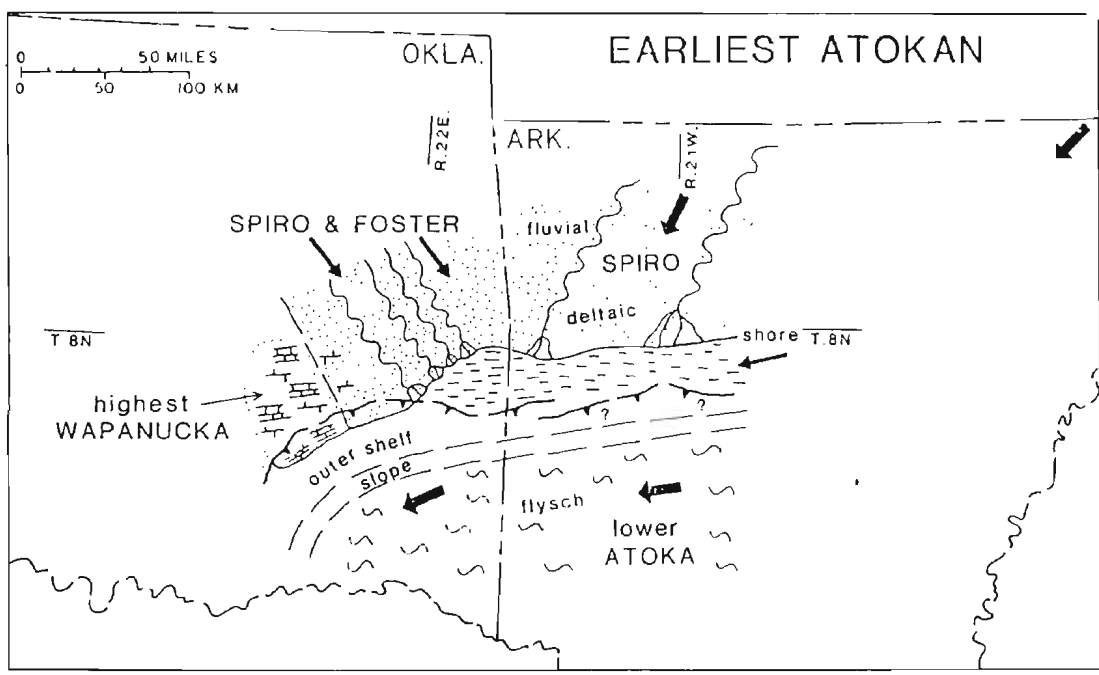 0 50 MILES
0 50 100 KM
OKLA.
EARLIEST ATOKAN
R.22E.
ARK.
R.21W.
SPIRO & FOSTER
fluvial
SPIRO
deltaic
T 8N
shore T.8N
highest
WAPANUCKA
?
?
outer shelf
slope
flysch
lower
ATOKA